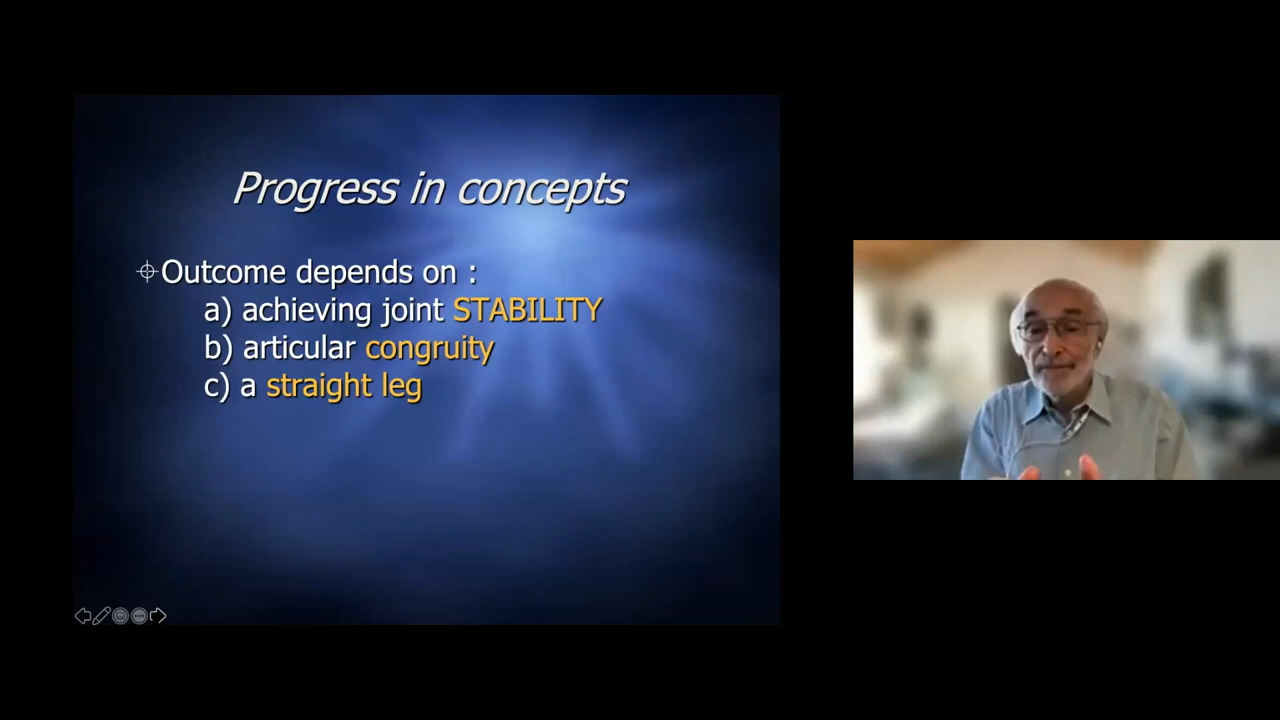 Progress in concepts
Outcome depends on :
a) achieving joint STABILITY
b) articular congruity
c) a straight leg